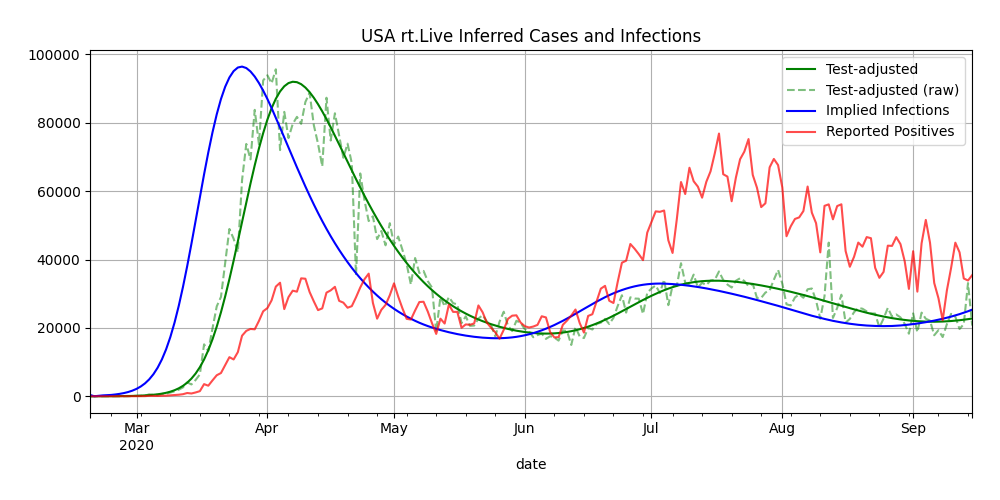 USA rt.Live Inferred Cases and Infections
100000
80000
60000
40000
20000
0
Test-adjusted
Test-adjusted (raw)
Implied Infections
Reported Positives
Mar Apr May Jun Jul Aug Sep
2020
date